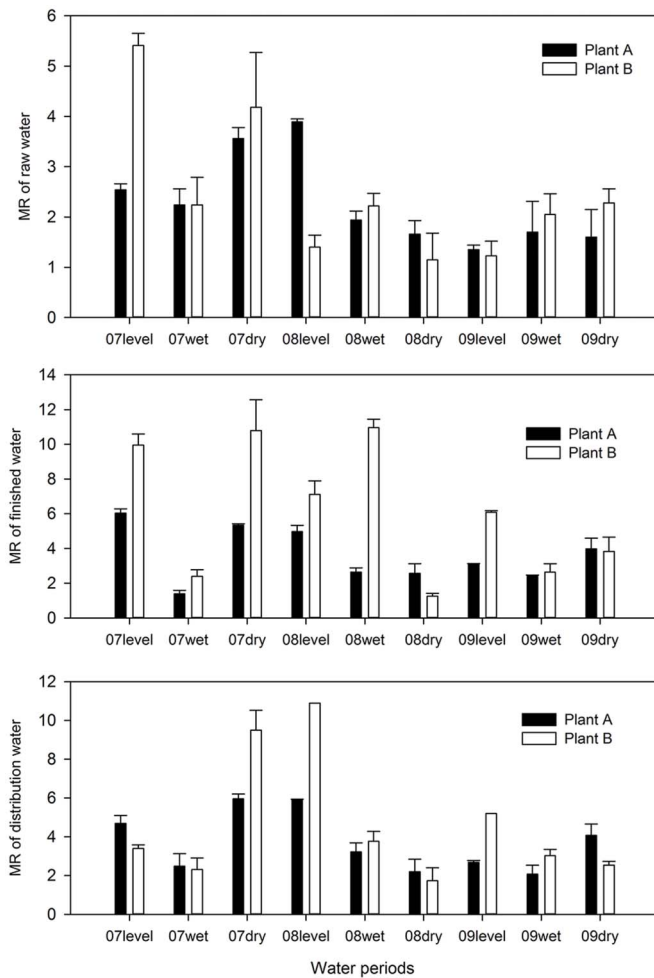 MR of raw water
6
5
4
3
2
1
0
Plant A
Plant B
07level 07wet 07dry 08level 08wet 08dry 09level 09wet 09dry
MR of finished water
14
12
10
8
6
4
2
0
Plant A
Plant B
07level 07wet 07dry 08level 08wet 08dry 09level 09wet 09dry
MR of distribution water
12
10
8
6
4
2
0
Plant A
Plant B
07level 07wet 07dry 08level 08wet 08dry 09level 09wet 09dry
Water periods